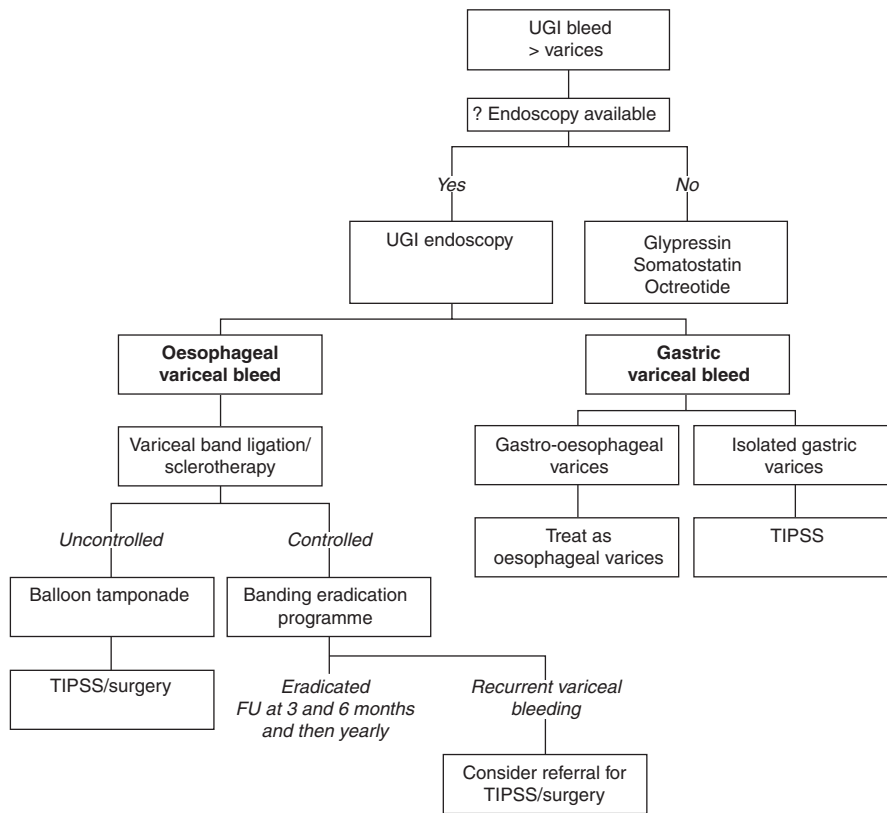 UGI bleed
> varices
? Endoscopy available
Yes
No
UGI endoscopy
Glypressin
Somatostatin
Octreotide
Oesophageal
variceal bleed
Gastric
variceal bleed
Variceal band ligation/
sclerotherapy
Gastro-oesophageal
varices
Isolated gastric
varices
Uncontrolled
Controlled
Treat as
oesophageal varices
TIPSS
Balloon tamponade
Banding eradication
programme
TIPSS/surgery
Eradicated
FU at 3 and 6 months
and then yearly
Recurrent variceal
bleeding
Consider referral for
TIPSS/surgery